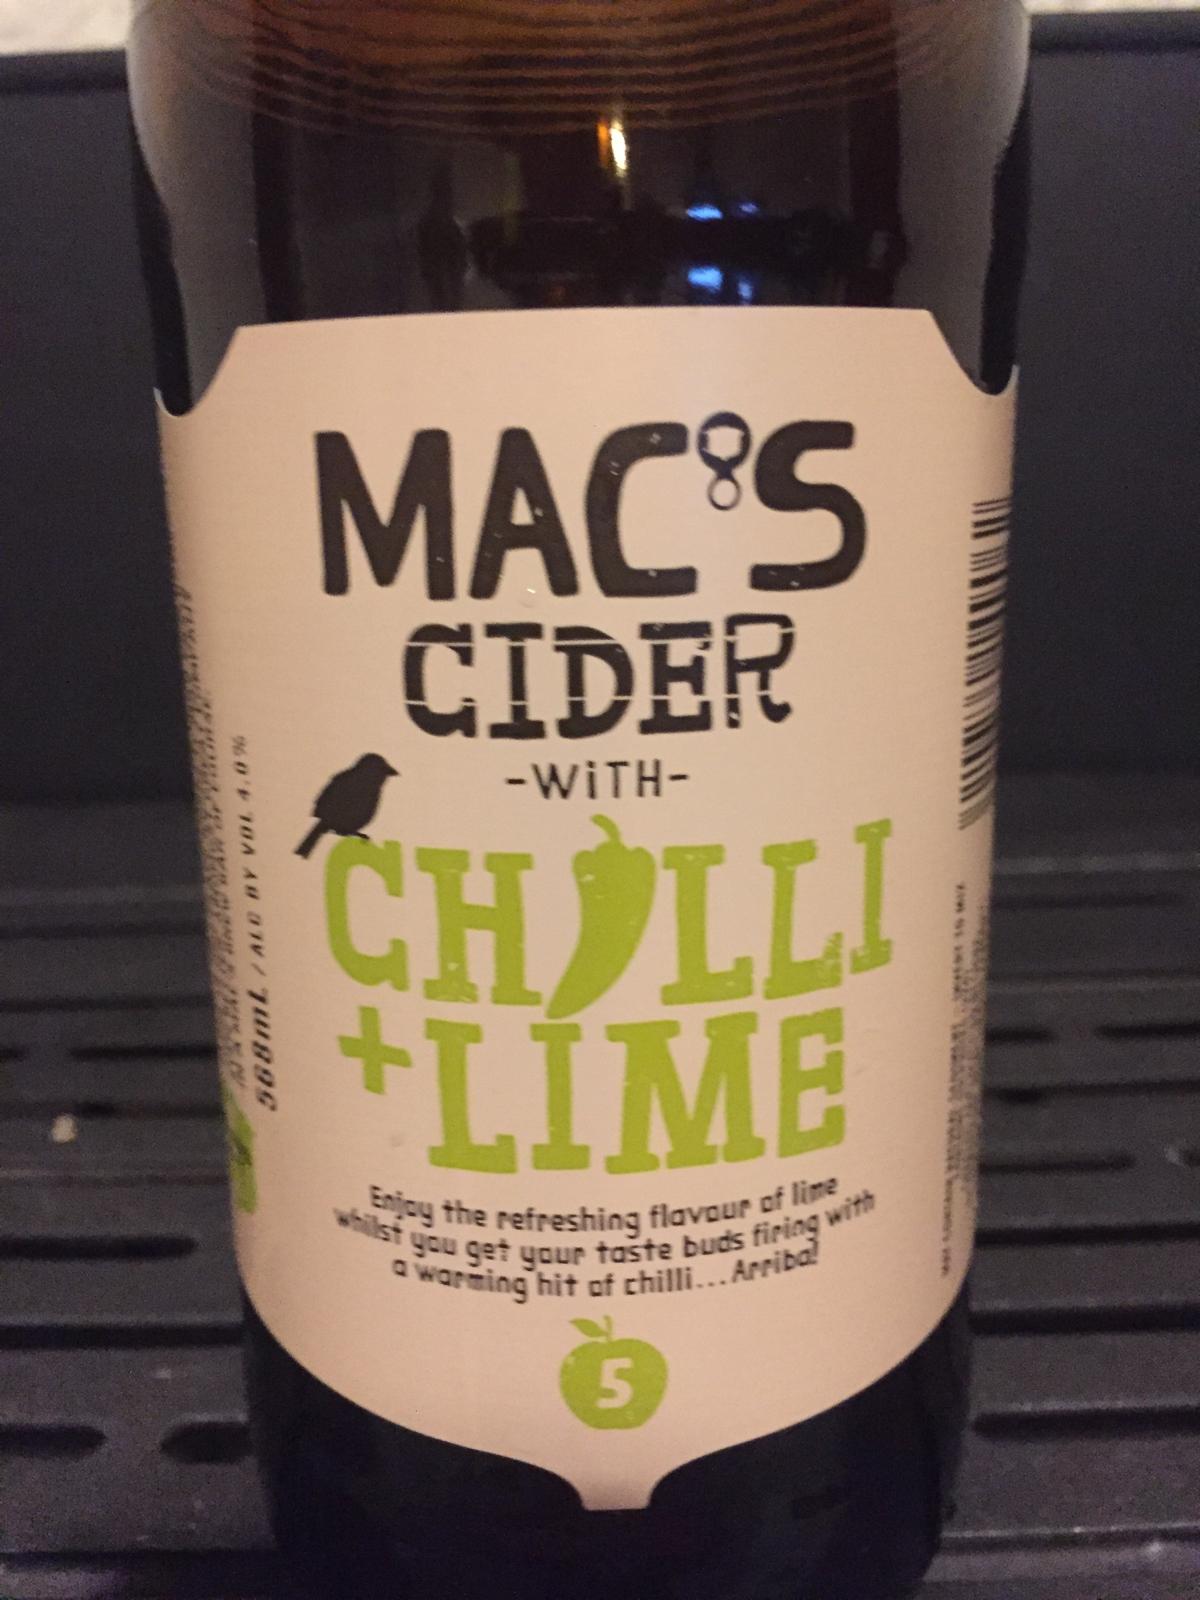 MAC'S
CIDER
-WiTH-
CHILLI
+LIME
Enjoy the refreshing flavour of lime
whilst you get your taste buds firing with
a warming hit of chilli...Arriba!
5
568mL / ALC BY VOL 4.0%